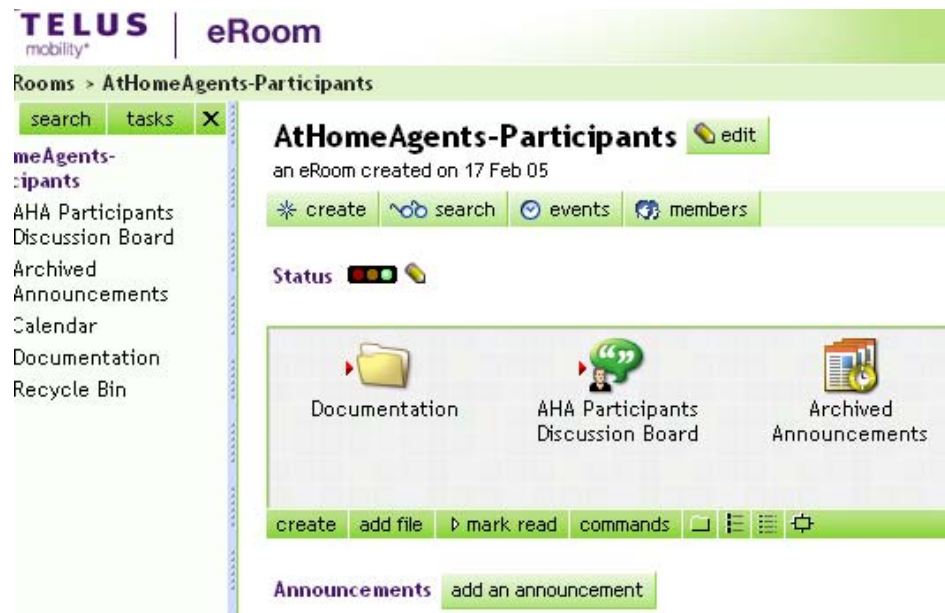 TELUS
mobility*
eRoom
Rooms > AtHomeAgents-Participants
search tasks X
meAgents-
cipants
AHA Participants
Discussion Board
Archived
Announcements
Calendar
Documentation
Recycle Bin
AtHomeAgents-Participants edit
an eRoom created on 17 Feb 05
create search events members
Status
Documentation
AHA Participants
Discussion Board
Archived
Announcements
create add file mark read commands
Announcements add an announcement